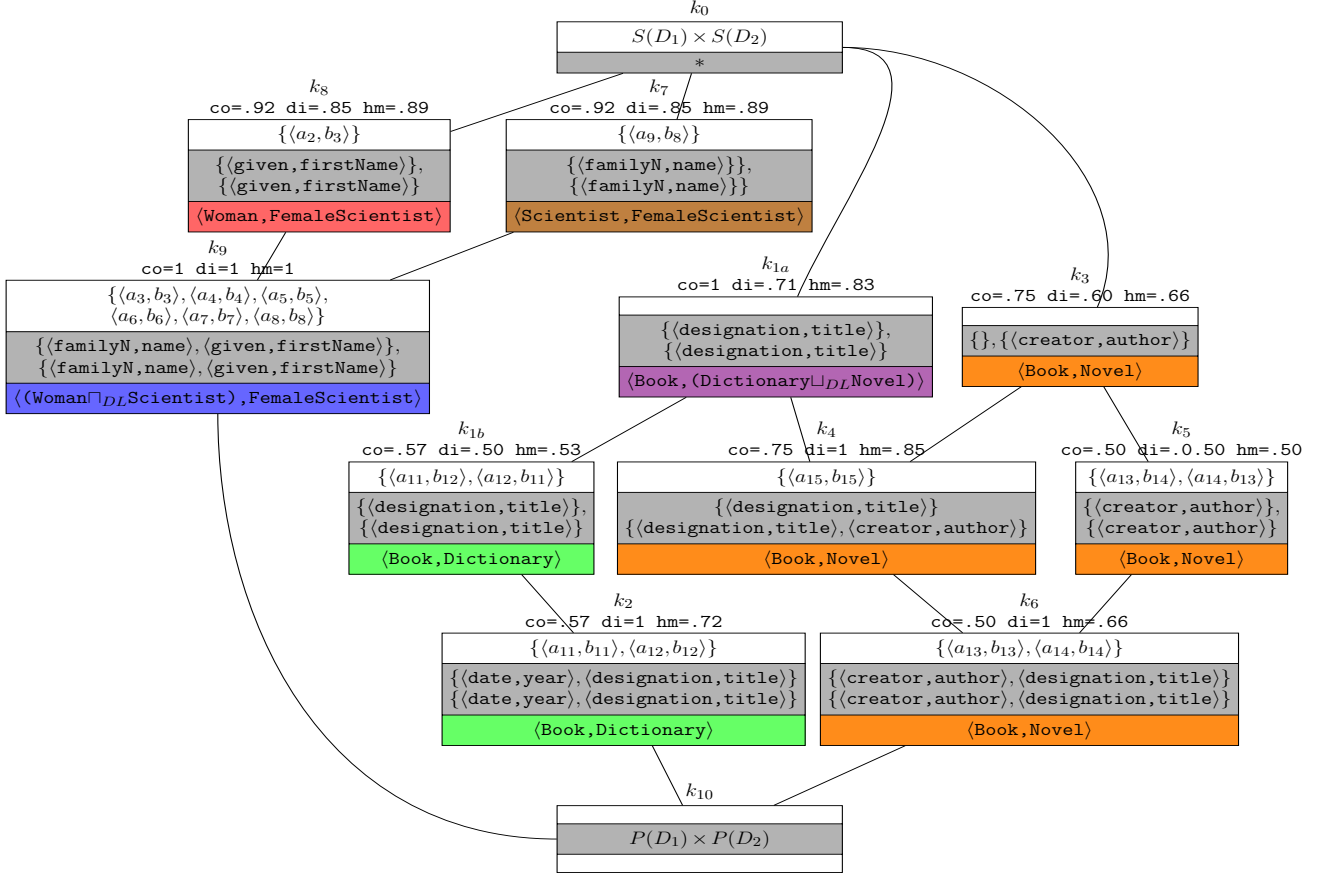 k₀
S(D₁) × S(D₂)
*
k₈
co=.92 di=.85 hm=.89
{⟨a₂,b₃⟩}
{⟨given,firstName⟩},
{⟨given,firstName⟩}
⟨Woman,FemaleScientist⟩
k₇
co=.92 di=.85 hm=.89
{⟨a₉,b₈⟩}
{⟨familyN,name⟩}},
{⟨familyN,name⟩}}
⟨Scientist,FemaleScientist⟩
k₉
co=1 di=1 hm=1
{⟨a₃,b₃⟩,⟨a₄,b₄⟩,⟨a₅,b₅⟩,
⟨a₆,b₆⟩,⟨a₇,b₇⟩,⟨a₈,b₈⟩}
{⟨familyN,name⟩,⟨given,firstName⟩},
{⟨familyN,name⟩,⟨given,firstName⟩}
⟨(Woman⊓_DL Scientist),FemaleScientist⟩
k₁ₐ
co=1 di=.71 hm=.83
{⟨designation,title⟩},
{⟨designation,title⟩}
⟨Book,(Dictionary⊔_DL Novel)⟩
k₃
co=.75 di=.60 hm=.66
{},{⟨creator,author⟩}
⟨Book,Novel⟩
k_1b
co=.57 di=.50 hm=.53
{⟨a₁₁,b₁₂⟩,⟨a₁₂,b₁₁⟩}
{⟨designation,title⟩},
{⟨designation,title⟩}
⟨Book,Dictionary⟩
k₄
co=.75 di=1 hm=.85
{⟨a₁₅,b₁₅⟩}
{⟨designation,title⟩}
{⟨designation,title⟩,⟨creator,author⟩}
⟨Book,Novel⟩
k₅
co=.50 di=.0.50 hm=.50
{⟨a₁₃,b₁₄⟩,⟨a₁₄,b₁₃⟩}
{⟨creator,author⟩},
{⟨creator,author⟩}
⟨Book,Novel⟩
k₂
co=.57 di=1 hm=.72
{⟨a₁₁,b₁₁⟩,⟨a₁₂,b₁₂⟩}
{⟨date,year⟩,⟨designation,title⟩}
{⟨date,year⟩,⟨designation,title⟩}
⟨Book,Dictionary⟩
k₆
co=.50 di=1 hm=.66
{⟨a₁₃,b₁₃⟩,⟨a₁₄,b₁₄⟩}
{⟨creator,author⟩,⟨designation,title⟩}
{⟨creator,author⟩,⟨designation,title⟩}
⟨Book,Novel⟩
k₁₀
P(D₁) × P(D₂)